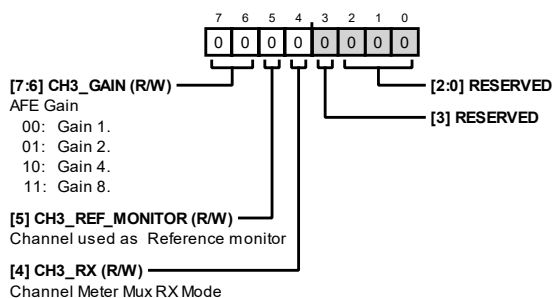 7 6 5 4 3 2 1 0
0 0 0 0 0 0 0 0
[7:6] CH3_GAIN (R/W)
AFE Gain
00: Gain 1.
01: Gain 2.
10: Gain 4.
11: Gain 8.
[5] CH3_REF_MONITOR (R/W)
Channel used as Reference monitor
[4] CH3_RX (R/W)
Channel Meter Mux RX Mode
[2:0] RESERVED
[3] RESERVED